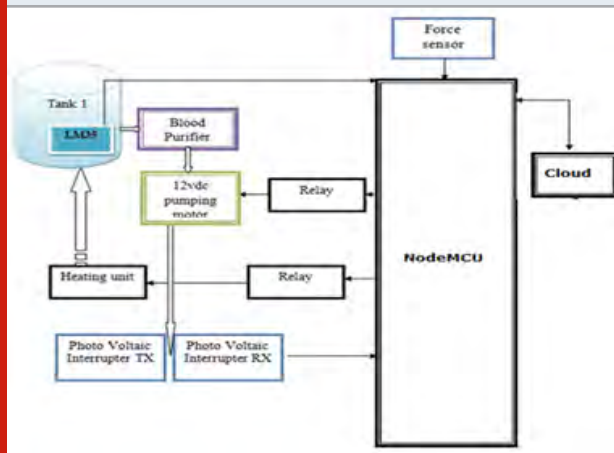 Force
sensor
Tank 1
LM35
Blood
Purifier
12vdc
pumping
motor
Relay
Cloud
NodeMCU
Heating unit
Relay
Photo Voltaic
Interrupter TX
Photo Voltaic
Interrupter RX